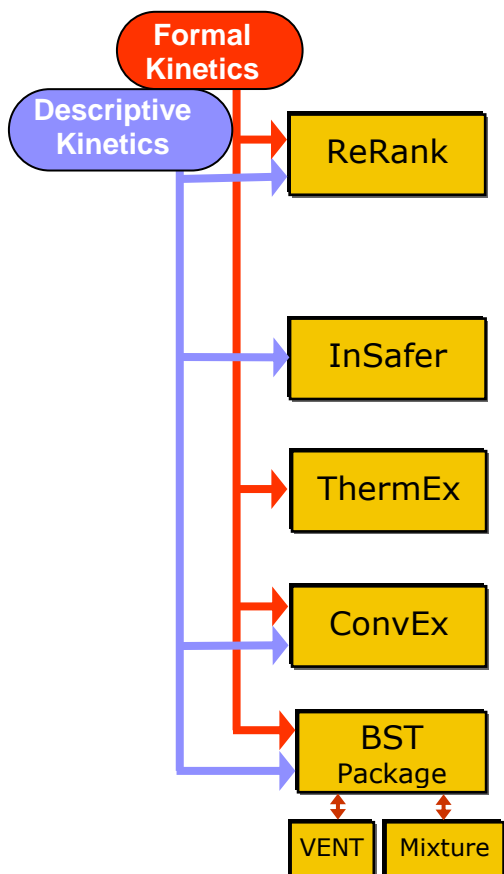 Formal
Kinetics
Descriptive
Kinetics
ReRank
InSafer
ThermEx
ConvEx
BST
Package
VENT
Mixture